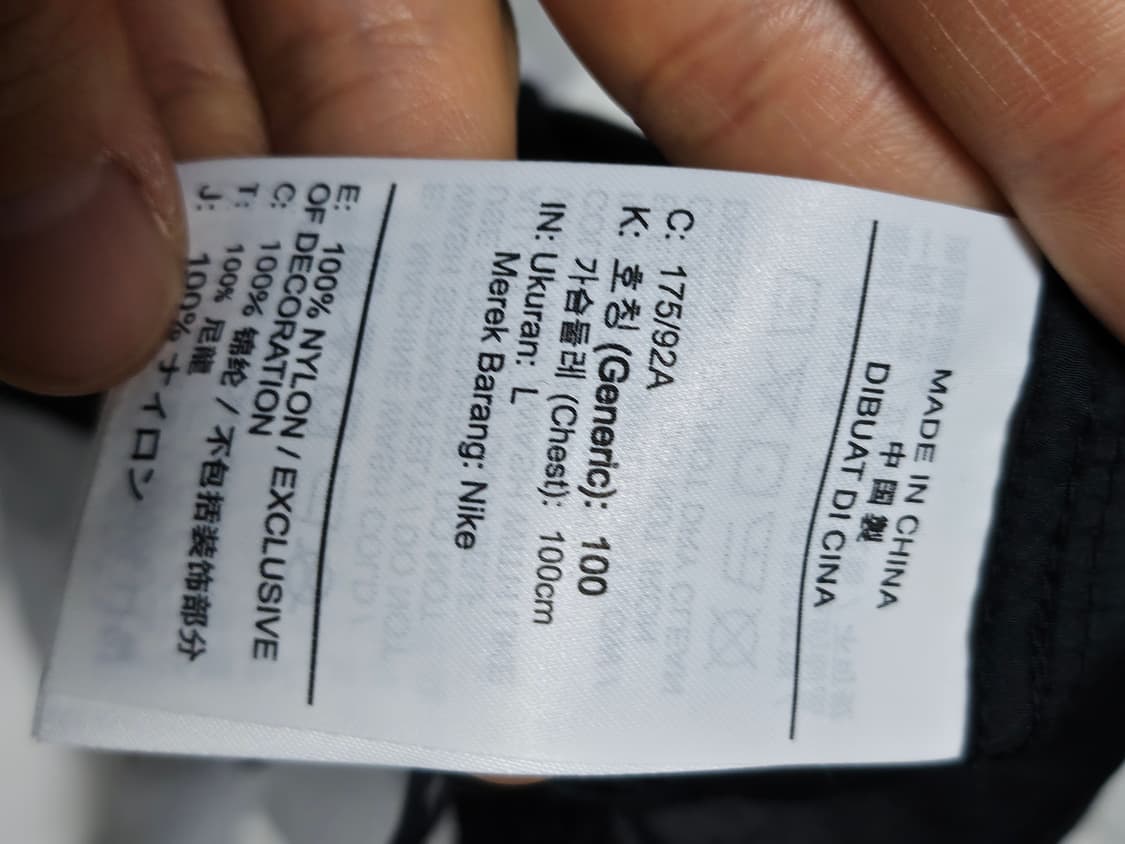 MADE IN CHINA
中國製
DIBUAT DI CINA
C: 175/92A
K: 호칭 (Generic): 100
가슴둘레 (Chest): 100cm
IN: Ukuran: L
Merek Barang: Nike
E: 100% NYLON / EXCLUSIVE
OF DECORATION
C: 100% 锦纶 / 不包括装饰部分
T: 100% 尼龍
J: 100% ナイロン